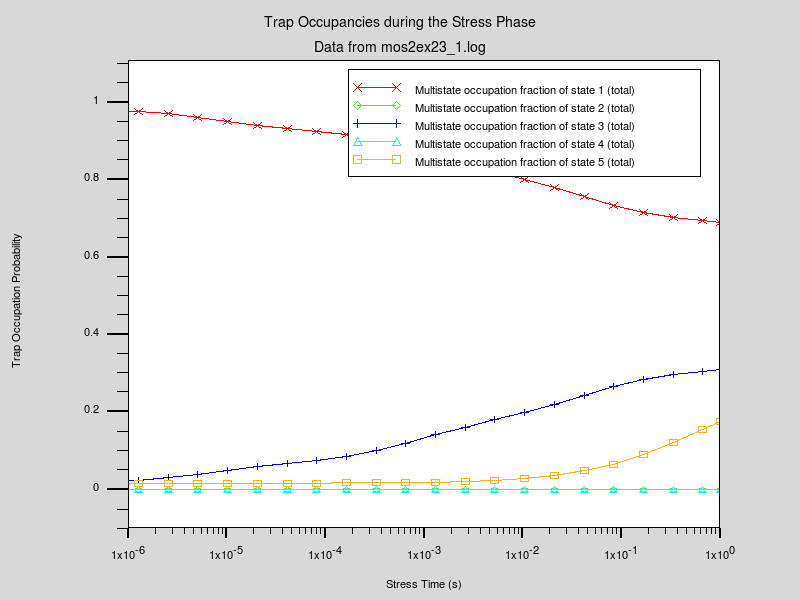 Trap Occupancies during the Stress Phase
Data from mos2ex23_1.log
Multistate occupation fraction of state 1 (total)
Multistate occupation fraction of state 2 (total)
Multistate occupation fraction of state 3 (total)
Multistate occupation fraction of state 4 (total)
Multistate occupation fraction of state 5 (total)
Trap Occupation Probability
1
0.8
0.6
0.4
0.2
0
1x10^-6 1x10^-5 1x10^-4 1x10^-3 1x10^-2 1x10^-1 1x10^0
Stress Time (s)